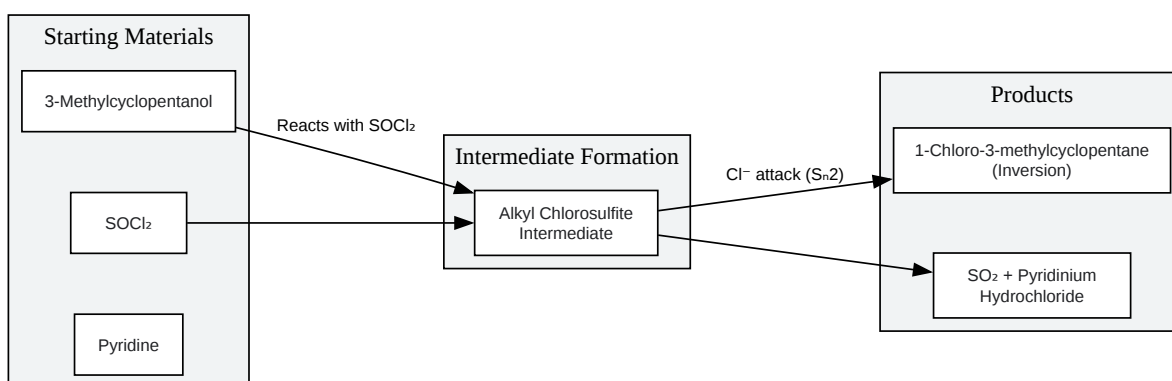 Starting Materials
3-Methylcyclopentanol
SOCl₂
Pyridine
Reacts with SOCl₂
Intermediate Formation
Alkyl Chlorosulfite
Intermediate
Cl⁻ attack (Sₙ2)
Products
1-Chloro-3-methylcyclopentane
(Inversion)
SO₂ + Pyridinium
Hydrochloride